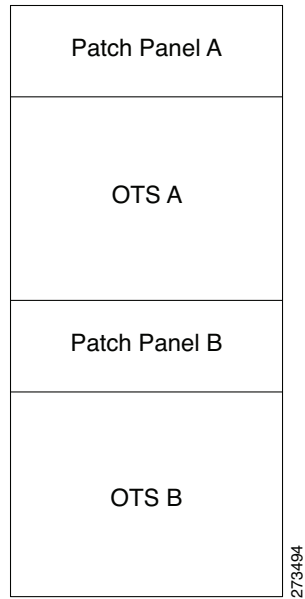 Patch Panel A
OTS A
Patch Panel B
OTS B
273494